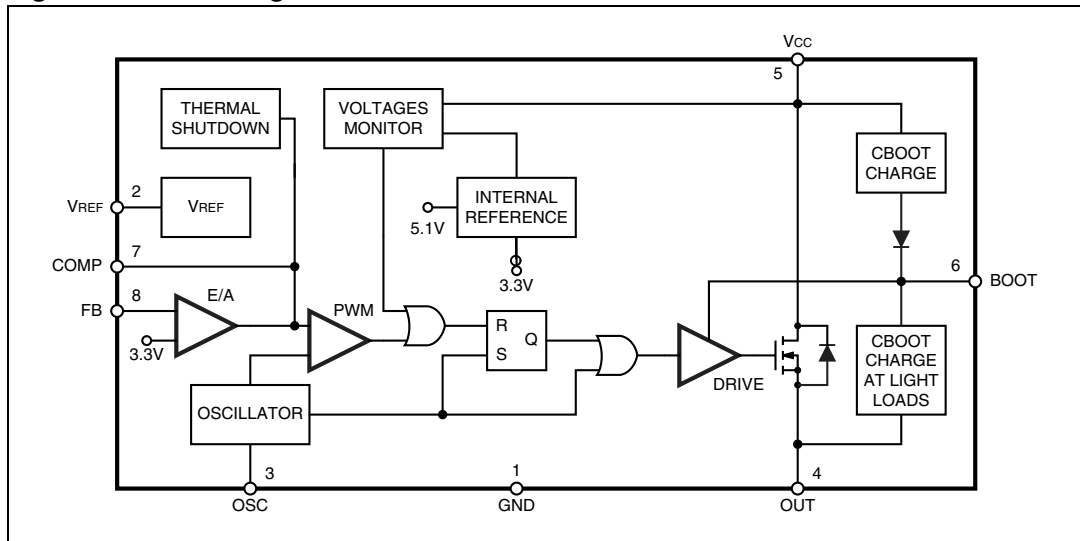 VCC
5
THERMAL
SHUTDOWN
VOLTAGES
MONITOR
CBOOT
CHARGE
2
VREF
VREF
INTERNAL
REFERENCE
5.1V
3.3V
7
COMP
6
BOOT
8
FB
E/A
3.3V
PWM
R
S
Q
DRIVE
CBOOT
CHARGE
AT LIGHT
LOADS
OSCILLATOR
3
OSC
1
GND
4
OUT